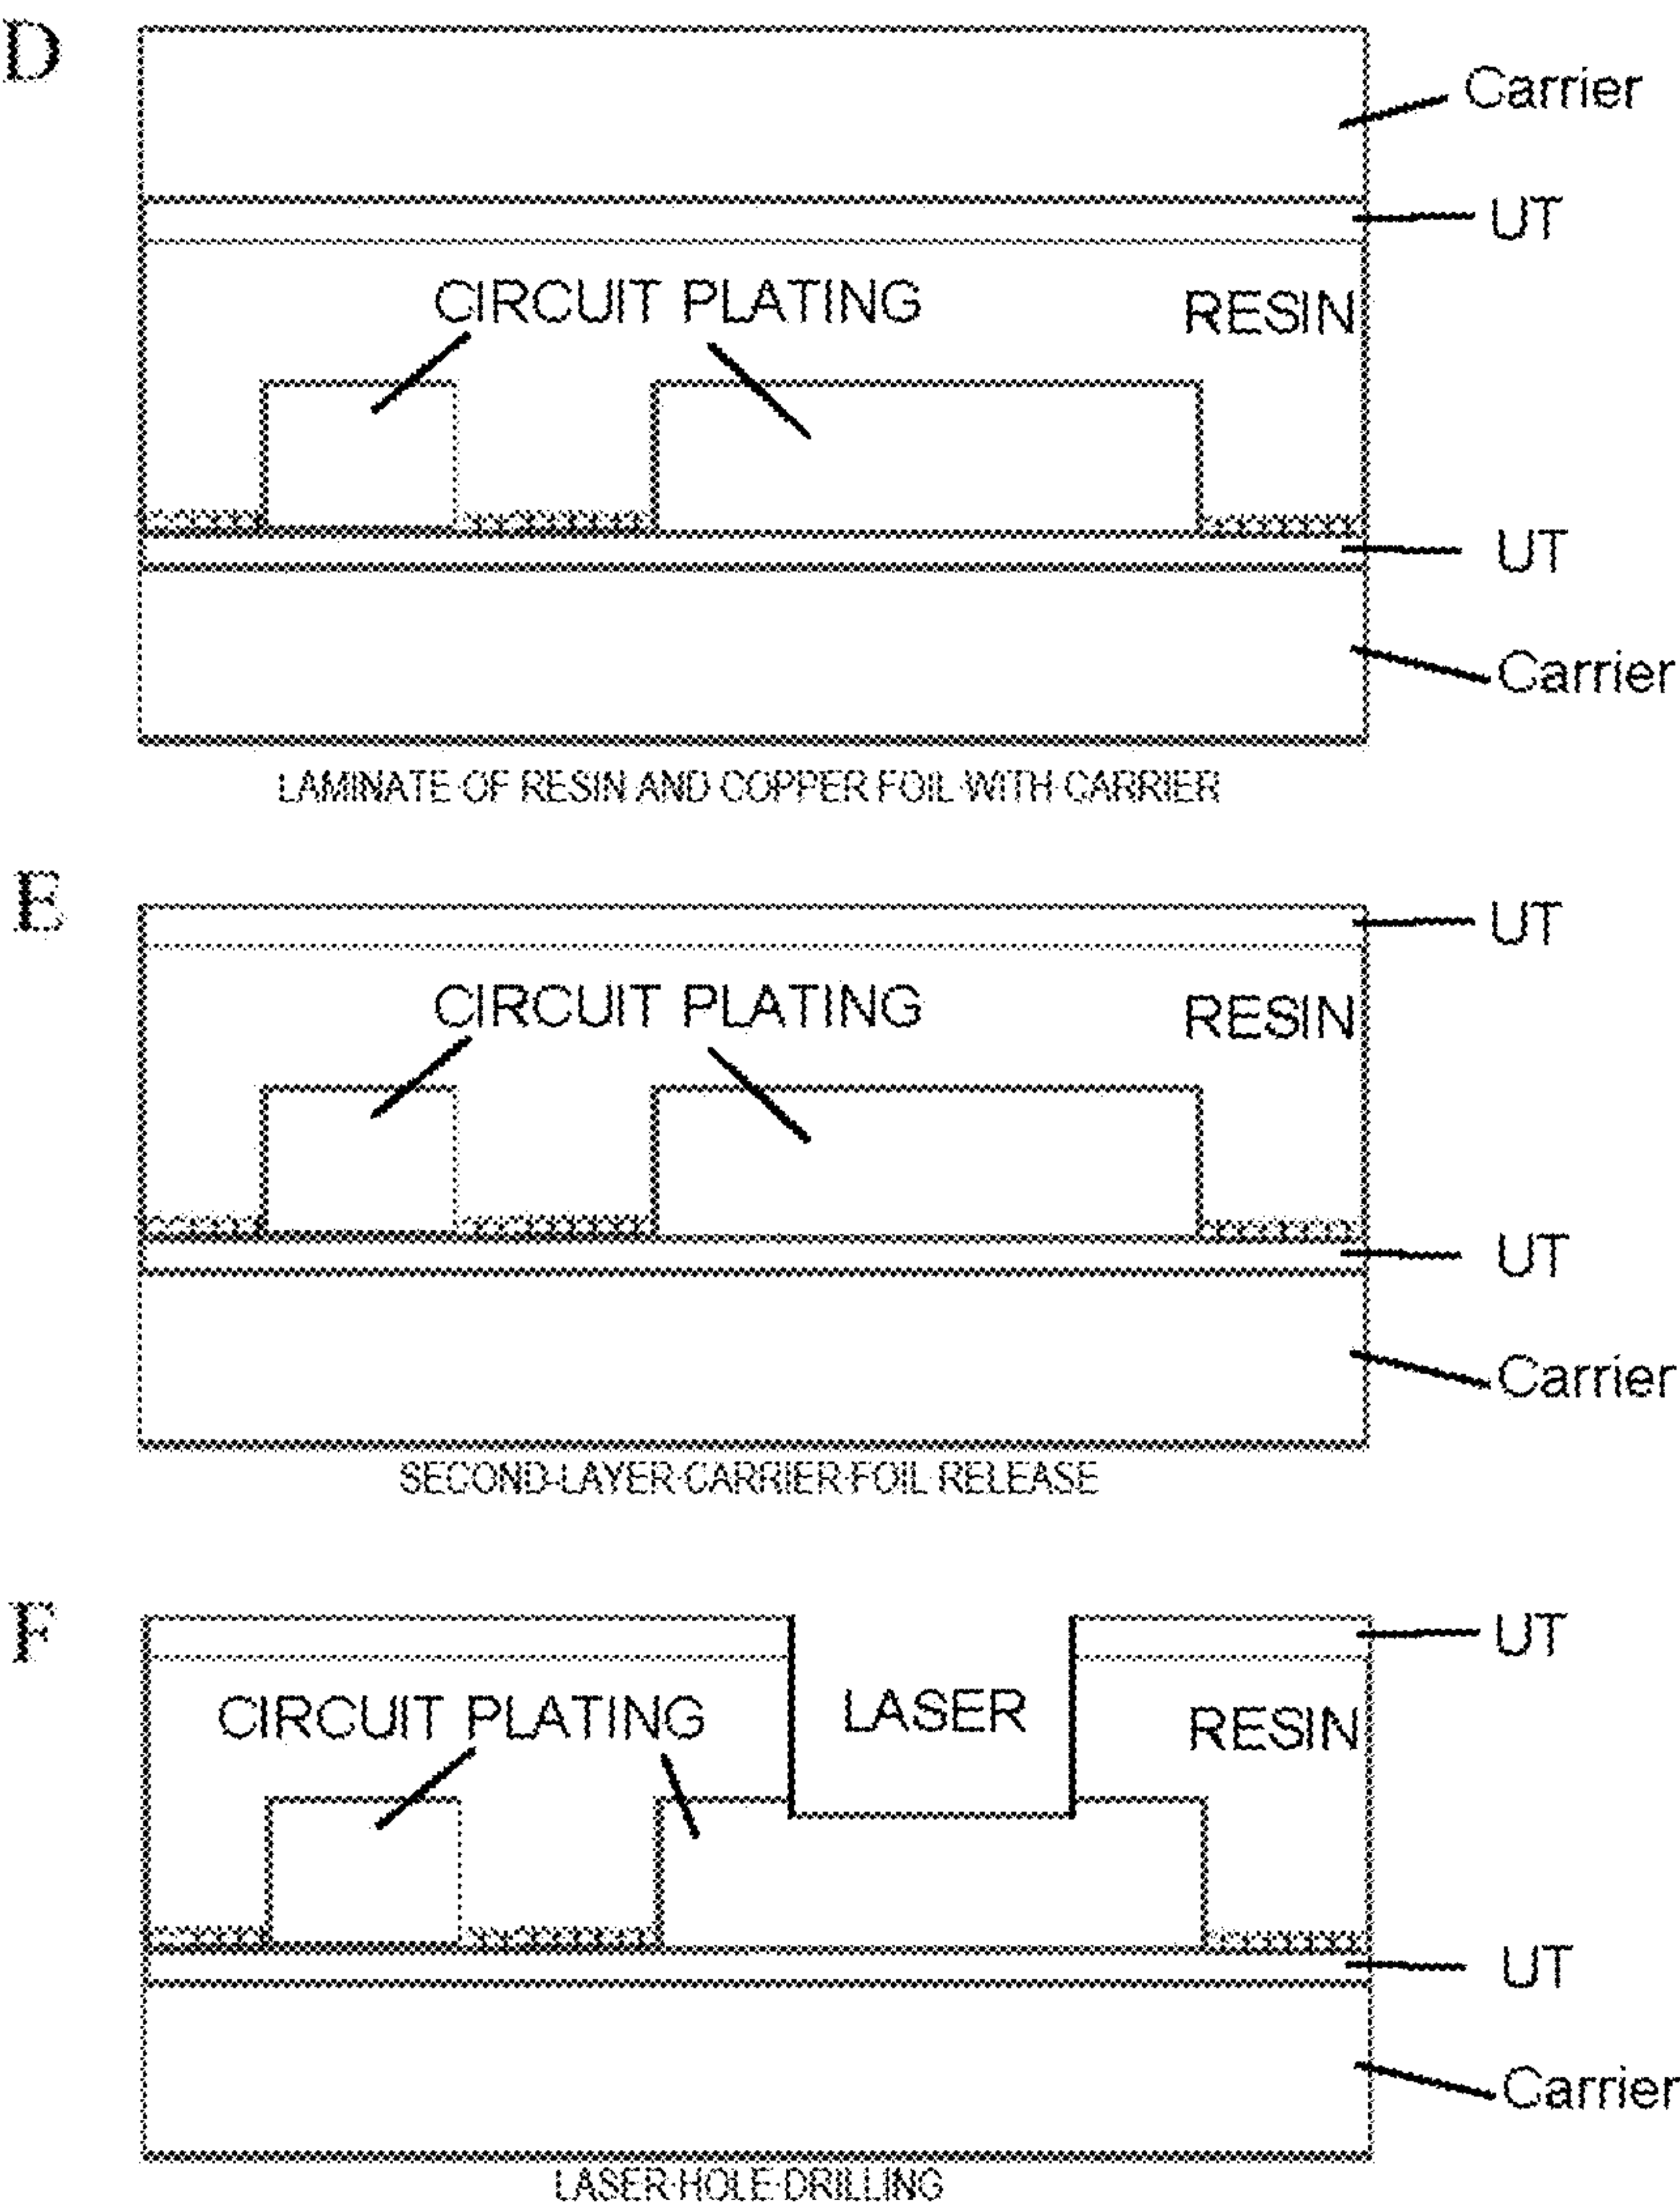 D
Carrier
UT
CIRCUIT PLATING
RESIN
UT
Carrier
LAMINATE OF RESIN AND COPPER FOIL WITH CARRIER
E
UT
CIRCUIT PLATING
RESIN
UT
Carrier
SECOND-LAYER CARRIER FOIL RELEASE
F
UT
CIRCUIT PLATING
LASER
RESIN
UT
Carrier
LASER HOLE DRILLING